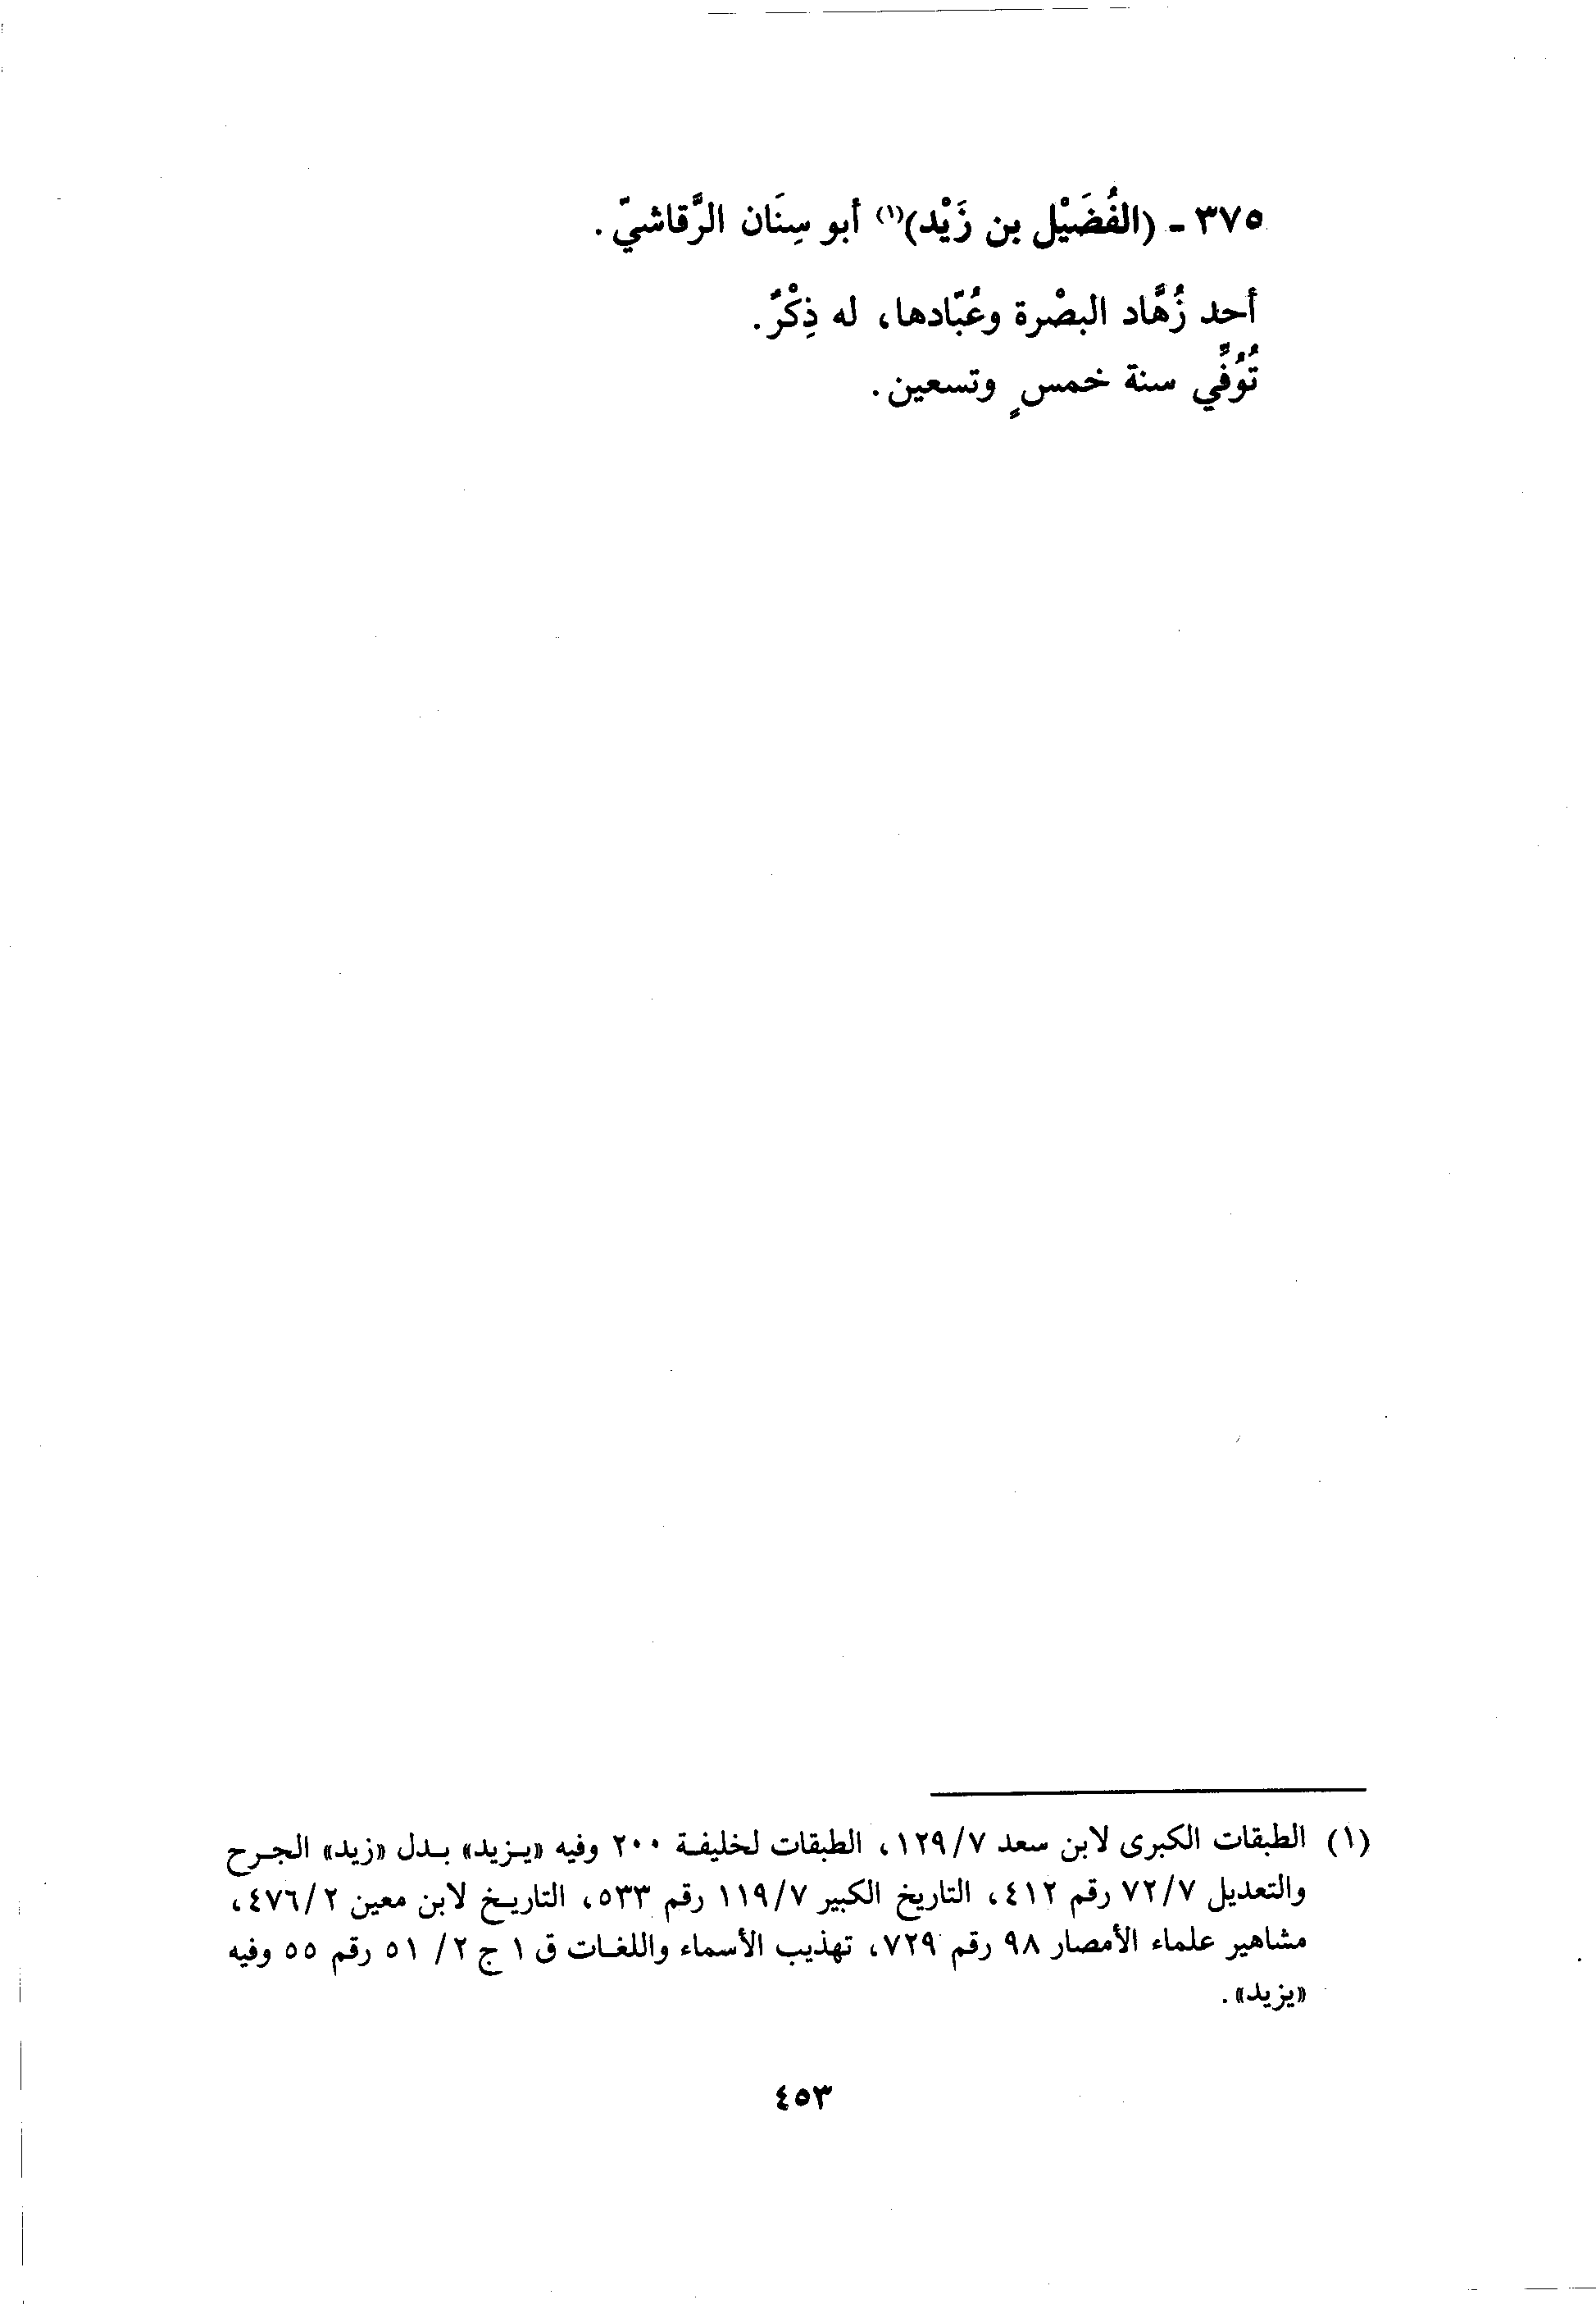 ٣٧٥ - (الفُضَيْل بن زَيْد)(١) أبو سِنَان الرَّقاشيّ.
أحد زُهَّاد البصْرة وعُبّادها، له ذِكْرٌ.
تُوُفِّي سنة خمسٍ وتسعين.
(١) الطبقات الكبرى لابن سعد ٧/١٢٩، الطبقات لخليفة ٢٠٠ وفيه «يزيد» بدل «زيد» الجرح
والتعديل ٧/٧٢ رقم ٤١٢، التاريخ الكبير ٧/١١٩ رقم ٥٣٣، التاريخ لابن معين ٢/٤٧٦،
مشاهير علماء الأمصار ٩٨ رقم ٧٢٩، تهذيب الأسماء واللغات ق ١ ج ٢/ ٥١ رقم ٥٥ وفيه
«يزيد».
٤٥٣